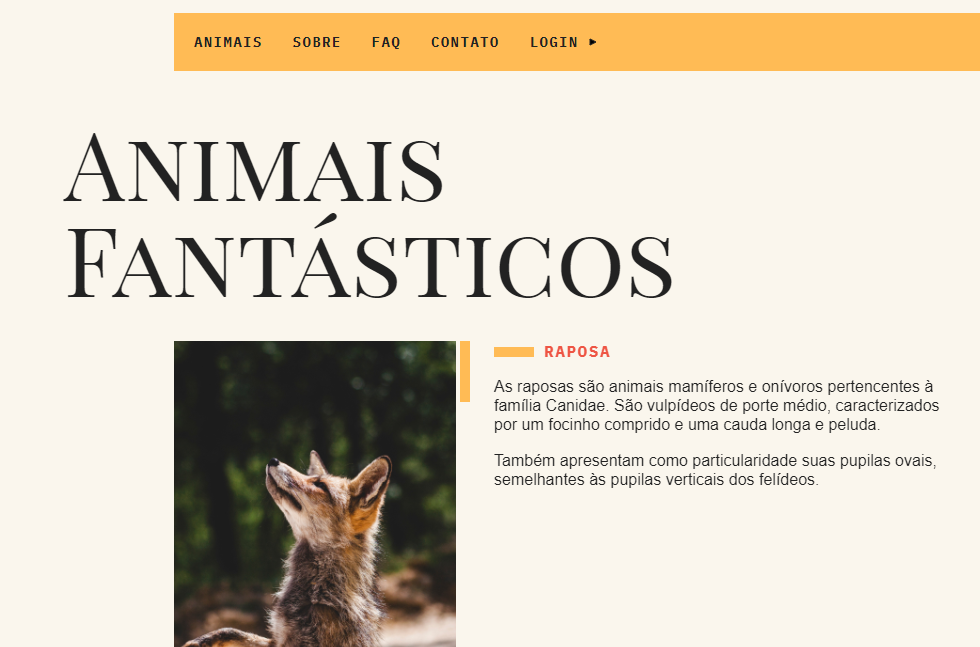 ANIMAIS SOBRE FAQ CONTATO LOGIN ▸
ANIMAIS
FANTÁSTICOS
RAPOSA
As raposas são animais mamíferos e onívoros pertencentes à
família Canidae. São vulpídeos de porte médio, caracterizados
por um focinho comprido e uma cauda longa e peluda.
Também apresentam como particularidade suas pupilas ovais,
semelhantes às pupilas verticais dos felídeos.